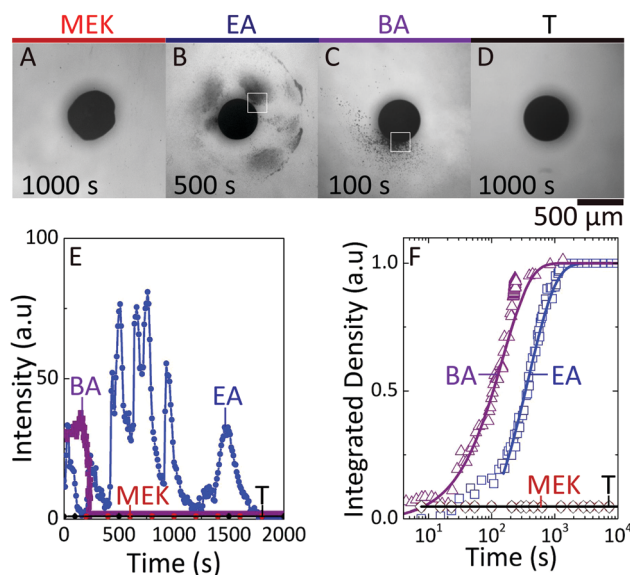 MEK EA BA T
A B C D
1000 s 500 s 100 s 1000 s
500 µm
E
100
50
0
Intensity (a.u)
BA
EA
MEK T
0 500 1000 1500 2000
Time (s)
F
1.0
0.5
0.0
Integrated Density (a.u)
BA EA
MEK T
10¹ 10² 10³ 10⁴
Time (s)